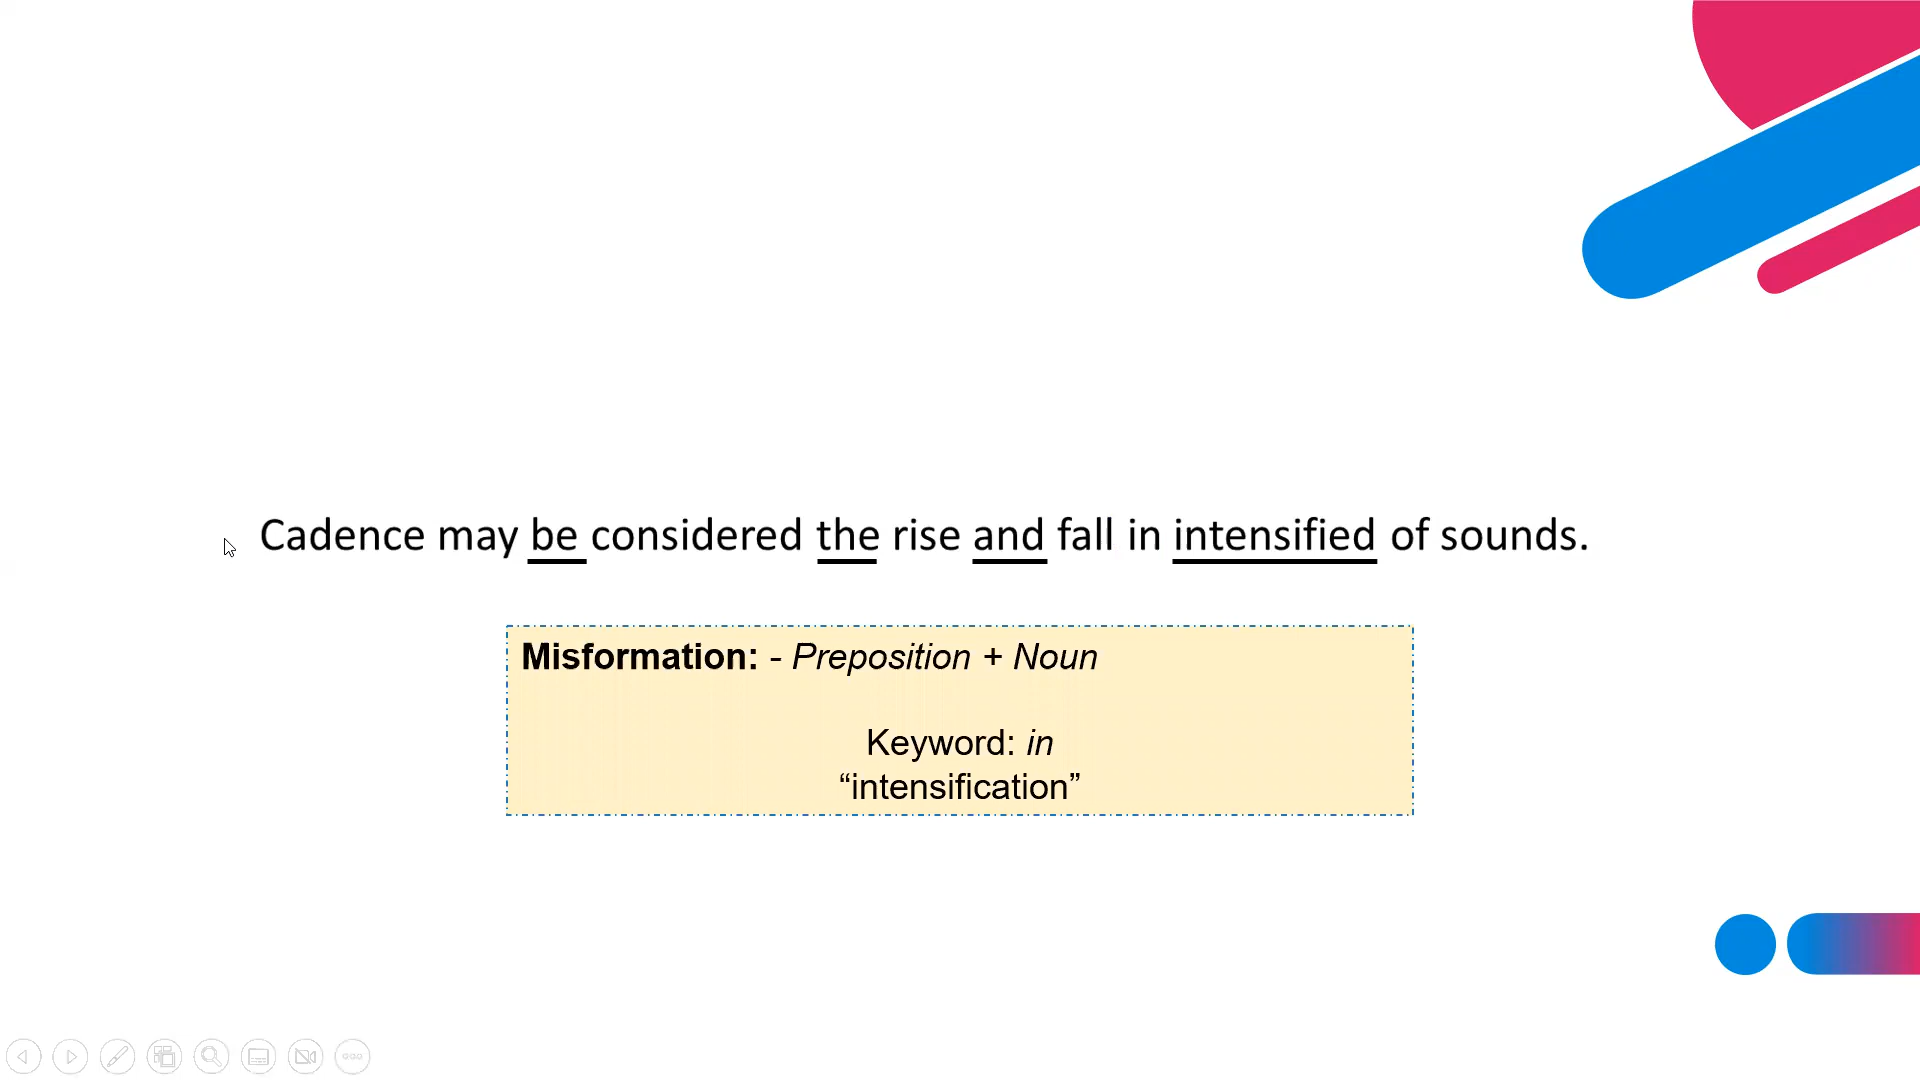 Cadence may be considered the rise and fall in intensified of sounds.
Misformation: - Preposition + Noun
Keyword: in
“intensification”